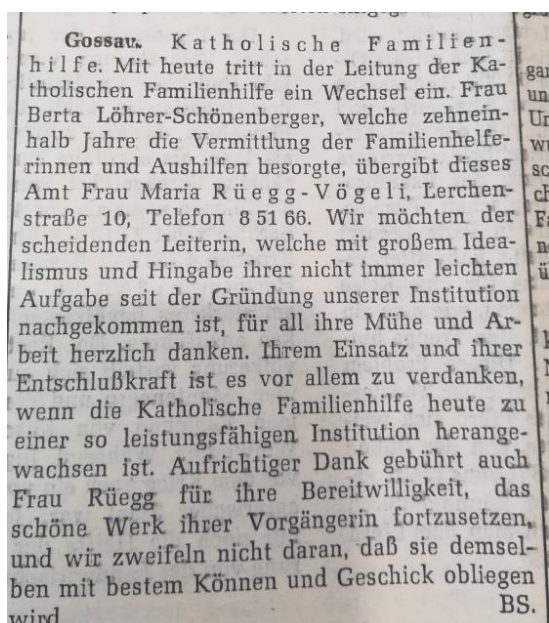 Gossau. Katholische Familien-
hilfe. Mit heute tritt in der Leitung der Ka-
tholischen Familienhilfe ein Wechsel ein. Frau
Berta Löhrer-Schönenberger, welche zehnein-
halb Jahre die Vermittlung der Familienhelfe-
rinnen und Aushilfen besorgte, übergibt dieses
Amt Frau Maria Rüegg-Vögeli, Lerchen-
straße 10, Telefon 8 51 66. Wir möchten der
scheidenden Leiterin, welche mit großem Idea-
lismus und Hingabe ihrer nicht immer leichten
Aufgabe seit der Gründung unserer Institution
nachgekommen ist, für all ihre Mühe und Ar-
beit herzlich danken. Ihrem Einsatz und ihrer
Entschlußkraft ist es vor allem zu verdanken,
wenn die Katholische Familienhilfe heute zu
einer so leistungsfähigen Institution herange-
wachsen ist. Aufrichtiger Dank gebührt auch
Frau Rüegg für ihre Bereitwilligkeit, das
schöne Werk ihrer Vorgängerin fortzusetzen,
und wir zweifeln nicht daran, daß sie demsel-
ben mit bestem Können und Geschick obliegen
wird BS.